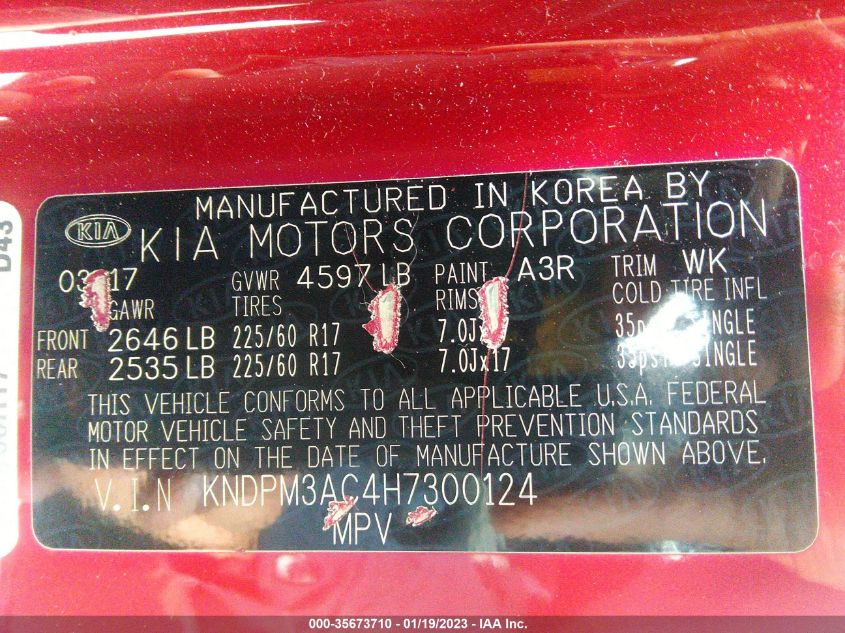 MANUFACTURED IN KOREA BY
KIA KIA MOTORS CORPORATION
GVWR 4597 LB PAINT A3R TRIM WK
GAWR TIRES RIMS COLD TIRE INFL
FRONT 2646 LB 225/60 R17 SINGLE
REAR 2535 LB 225/60 R17 7.0Jx17 SINGLE
THIS VEHICLE CONFORMS TO ALL APPLICABLE U.S.A. FEDERAL
MOTOR VEHICLE SAFETY AND THEFT PREVENTION STANDARDS
IN EFFECT ON THE DATE OF MANUFACTURE SHOWN ABOVE.
V.I.N KNDPM3AC4H7300124
MPV
D43
000-35673710 - 01/19/2023 - IAA Inc.